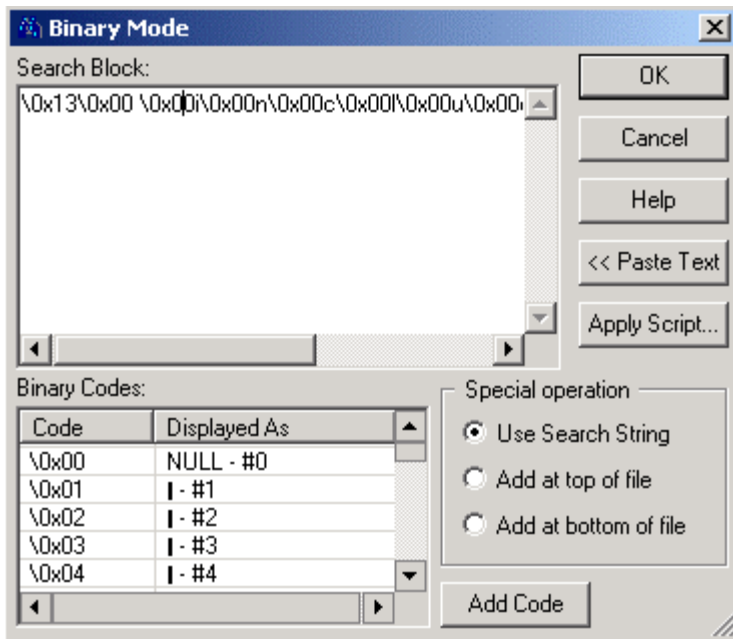 Binary Mode
Search Block:
\0x13\0x00 \0x00i\0x00n\0x00c\0x00l\0x00u\0x00
OK
Cancel
Help
<< Paste Text
Apply Script...
Binary Codes:
Code Displayed As
\0x00 NULL - #0
\0x01 | - #1
\0x02 | - #2
\0x03 | - #3
\0x04 | - #4
Special operation
Use Search String
Add at top of file
Add at bottom of file
Add Code